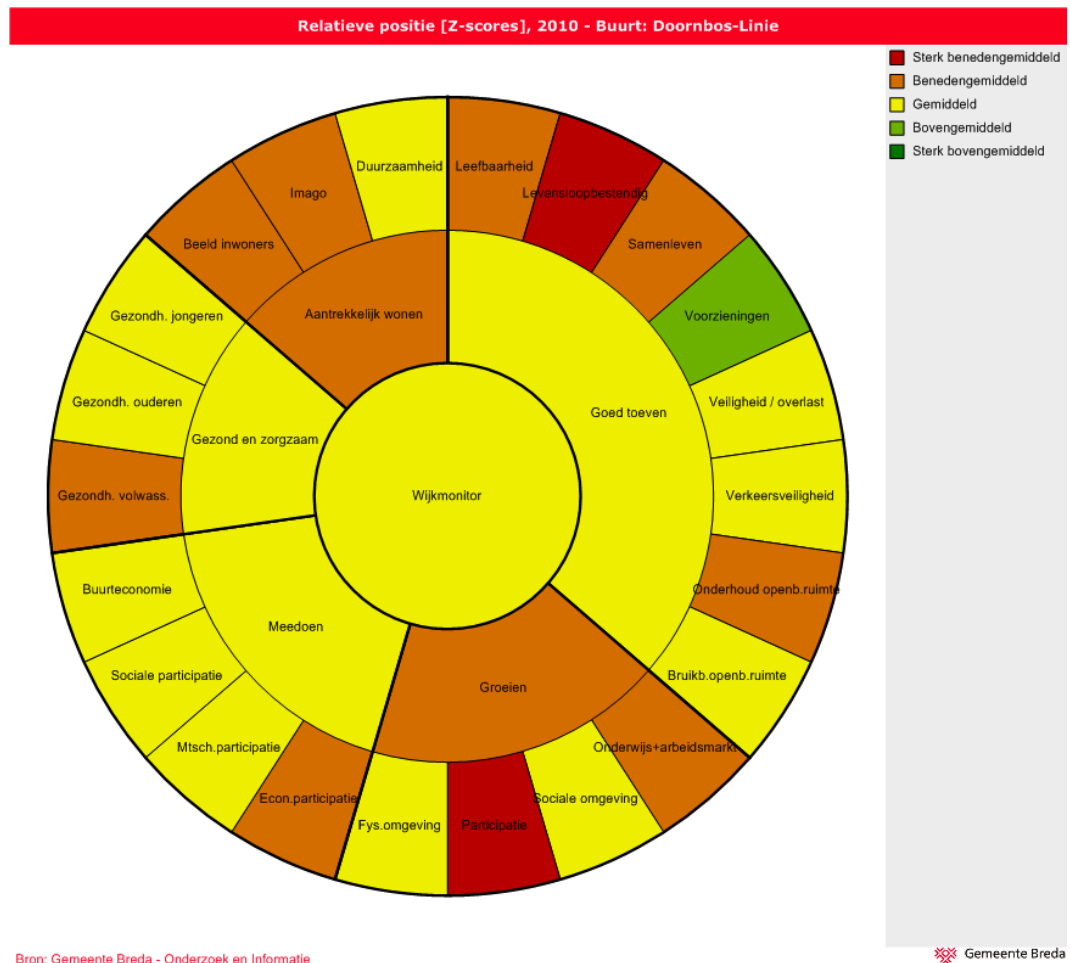 Relatieve positie [Z-scores], 2010 - Buurt: Doornbos-Linie
Sterk benedengemiddeld
Benedengemiddeld
Gemiddeld
Bovengemiddeld
Sterk bovengemiddeld
Duurzaamheid
Leefbaarheid
Imago
Levensloopbestendig
Beeld inwoners
Samenleven
Aantrekkelijk wonen
Gezondh. jongeren
Voorzieningen
Gezondh. ouderen
Goed toeven
Veiligheid / overlast
Gezond en zorgzaam
Gezondh. volwass.
Wijkmonitor
Verkeersveiligheid
Buurteconomie
Onderhoud openb.ruimte
Meedoen
Sociale participatie
Groeien
Bruikb.openb.ruimte
Mtsch.participatie
Onderwijs+arbeidsmarkt
Econ.participatie
Sociale omgeving
Fys.omgeving
Participatie
Bron: Gemeente Breda - Onderzoek en Informatie
Gemeente Breda